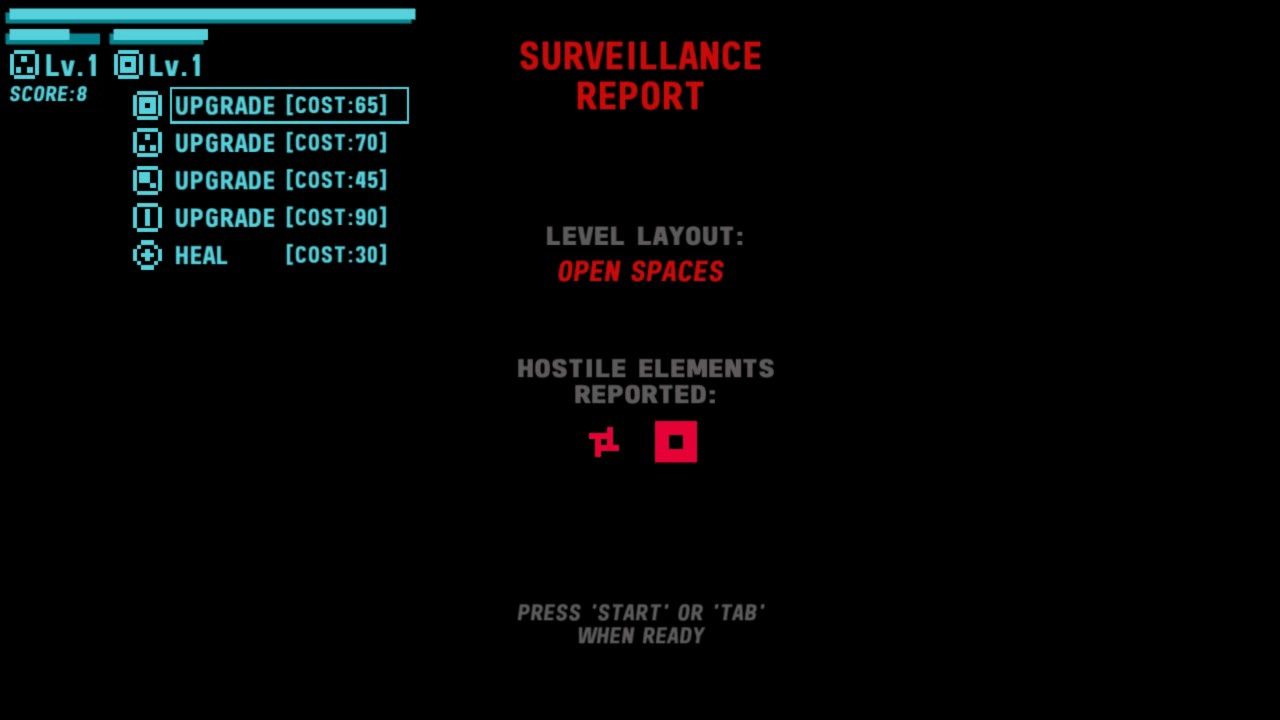 Lv.1 Lv.1
SCORE:8
UPGRADE [COST:65]
UPGRADE [COST:70]
UPGRADE [COST:45]
UPGRADE [COST:90]
HEAL [COST:30]
SURVEILLANCE
REPORT
LEVEL LAYOUT:
OPEN SPACES
HOSTILE ELEMENTS
REPORTED:
PRESS 'START' OR 'TAB'
WHEN READY